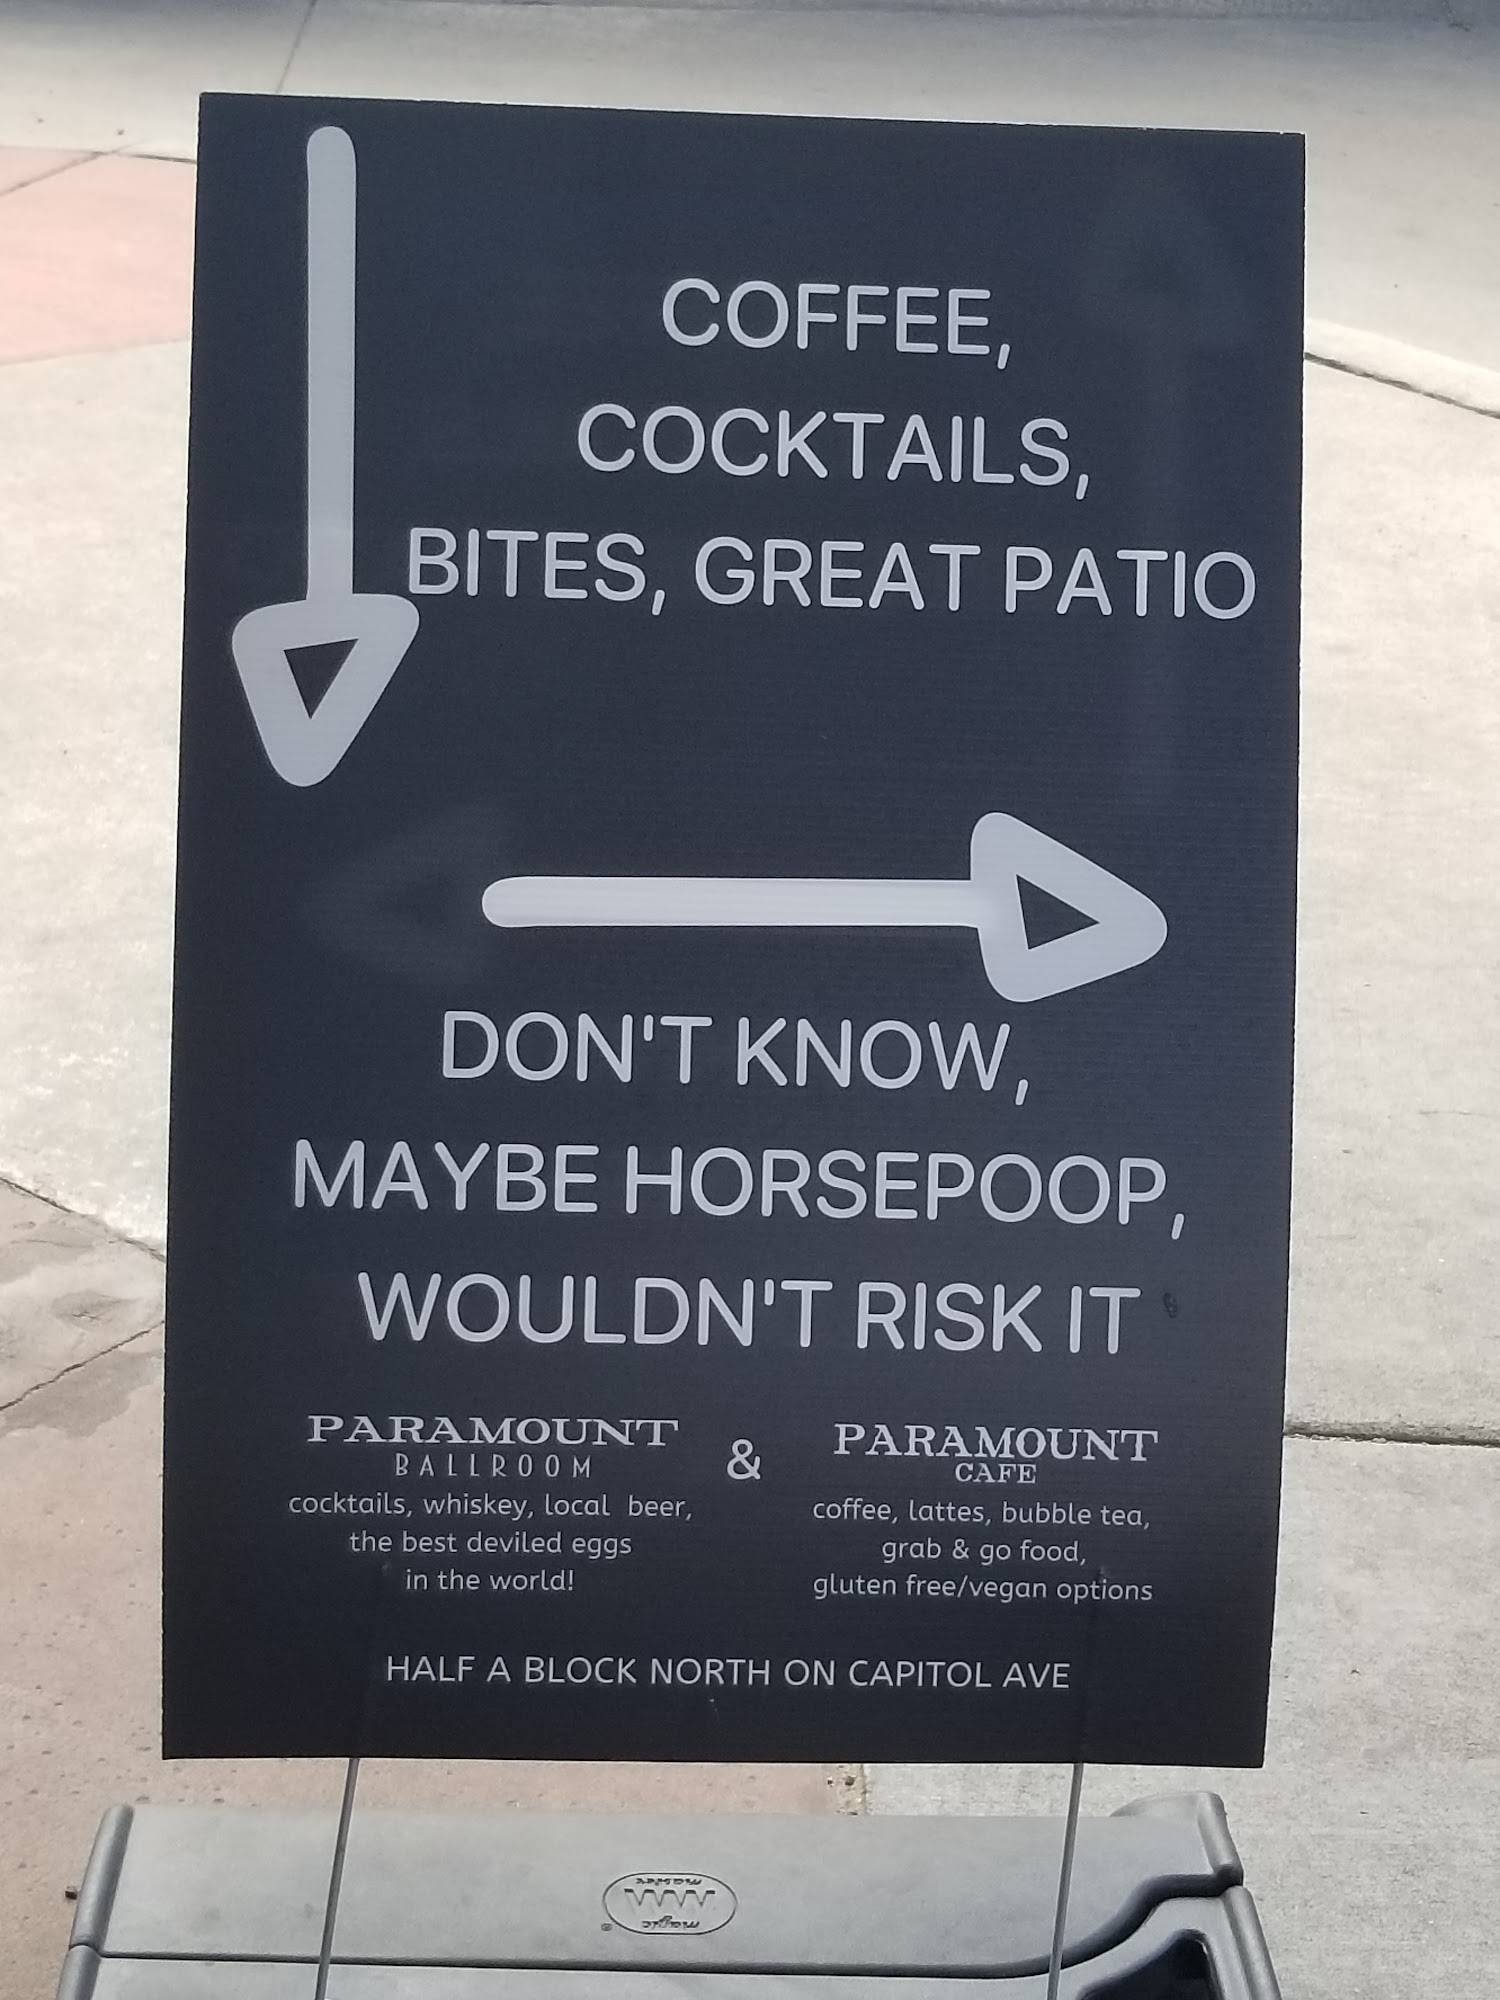 COFFEE,
COCKTAILS,
BITES, GREAT PATIO
DON'T KNOW,
MAYBE HORSEPOOP,
WOULDN'T RISK IT
PARAMOUNT
BALLROOM
cocktails, whiskey, local beer,
the best deviled eggs
in the world!
&
PARAMOUNT
CAFE
coffee, lattes, bubble tea,
grab & go food,
gluten free/vegan options
HALF A BLOCK NORTH ON CAPITOL AVE
magic
master